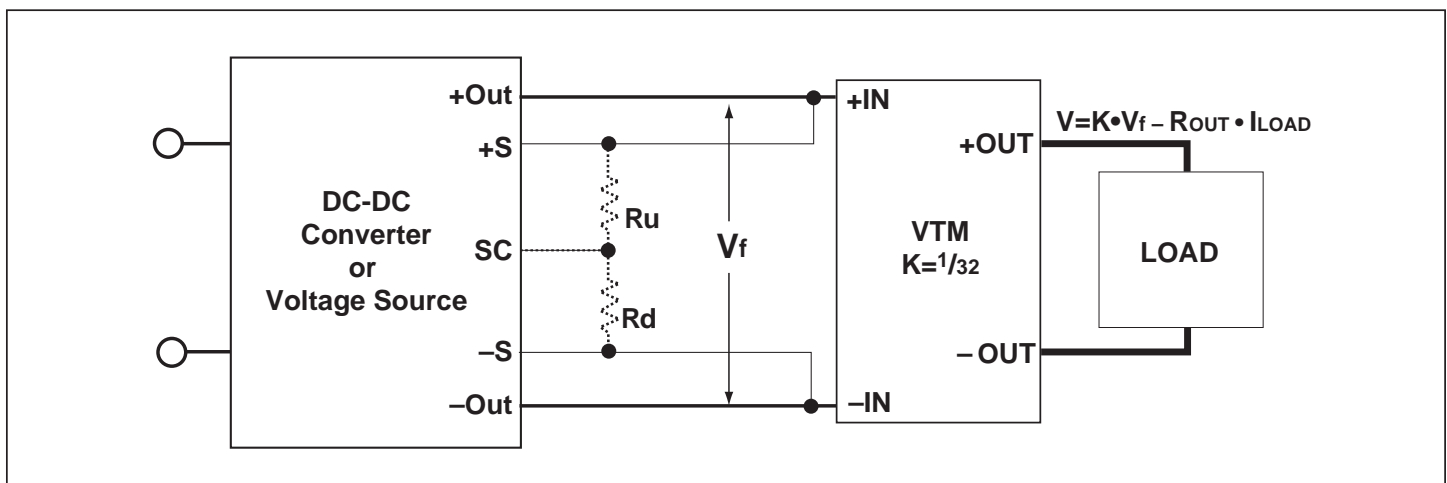 +Out
+S
DC-DC
Converter
or
Voltage Source
SC
–S
–Out
Ru
Rd
Vf
+IN
–IN
VTM
K=1/32
+OUT
– OUT
V=K•Vf – ROUT • ILOAD
LOAD